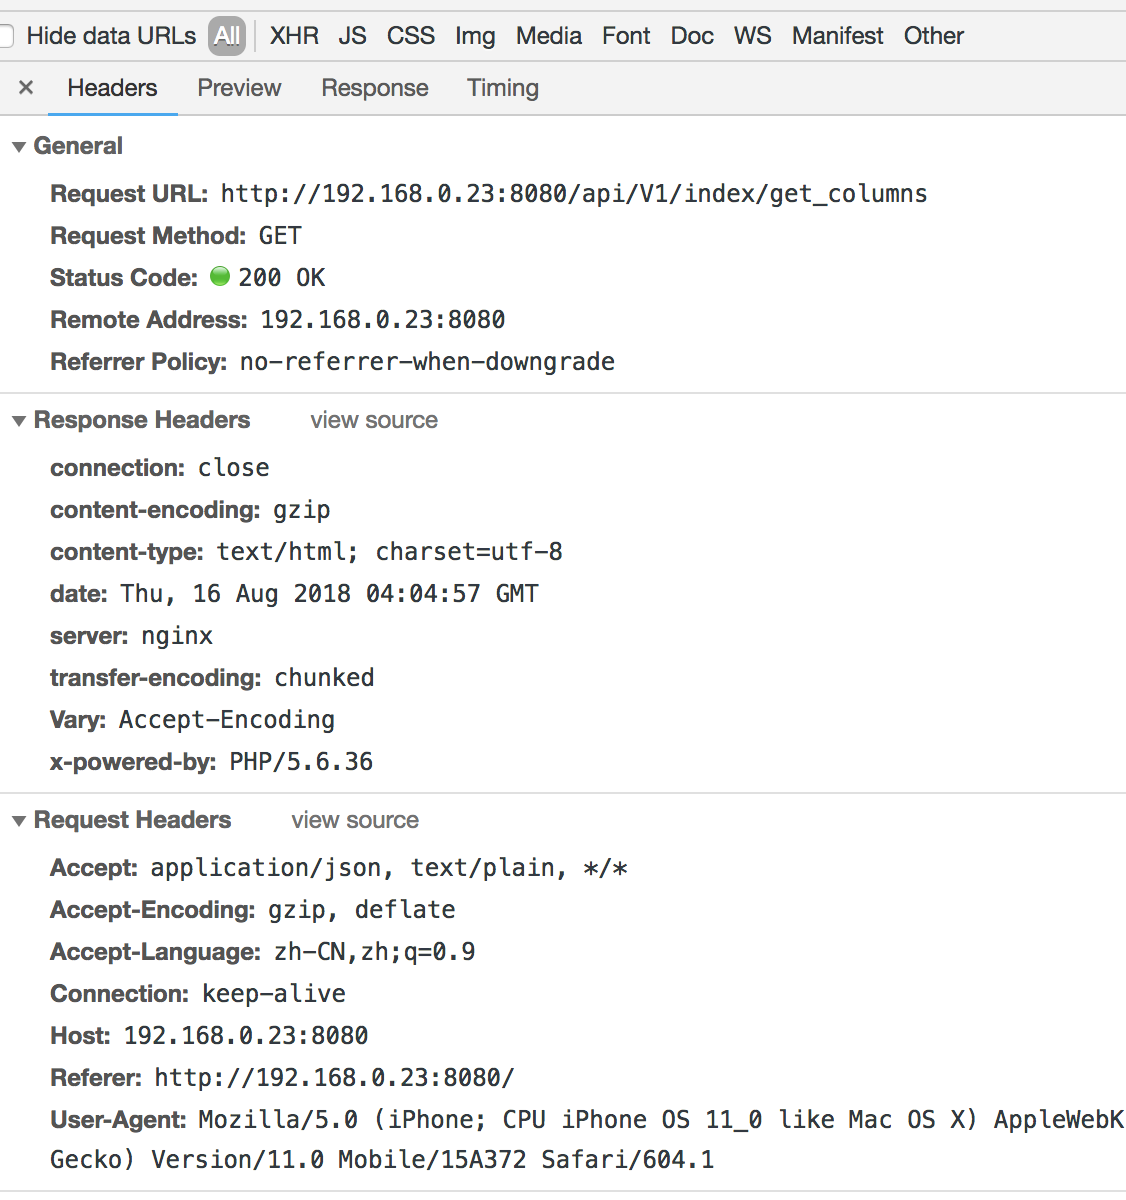 Hide data URLs All XHR JS CSS Img Media Font Doc WS Manifest Other
× Headers Preview Response Timing
▼ General
Request URL: http://192.168.0.23:8080/api/V1/index/get_columns
Request Method: GET
Status Code: 200 OK
Remote Address: 192.168.0.23:8080
Referrer Policy: no-referrer-when-downgrade
▼ Response Headers view source
connection: close
content-encoding: gzip
content-type: text/html; charset=utf-8
date: Thu, 16 Aug 2018 04:04:57 GMT
server: nginx
transfer-encoding: chunked
Vary: Accept-Encoding
x-powered-by: PHP/5.6.36
▼ Request Headers view source
Accept: application/json, text/plain, */*
Accept-Encoding: gzip, deflate
Accept-Language: zh-CN,zh;q=0.9
Connection: keep-alive
Host: 192.168.0.23:8080
Referer: http://192.168.0.23:8080/
User-Agent: Mozilla/5.0 (iPhone; CPU iPhone OS 11_0 like Mac OS X) AppleWebK
Gecko) Version/11.0 Mobile/15A372 Safari/604.1